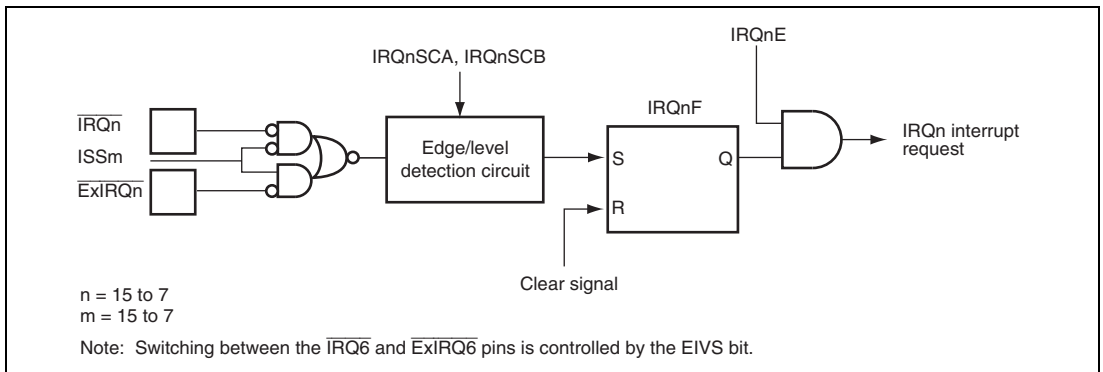 IRQnE
IRQnSCA, IRQnSCB
IRQnF
IRQn
ISSm
ExIRQn
Edge/level
detection circuit
S
Q
R
IRQn interrupt
request
Clear signal
n = 15 to 7
m = 15 to 7
Note: Switching between the IRQ6 and ExIRQ6 pins is controlled by the EIVS bit.